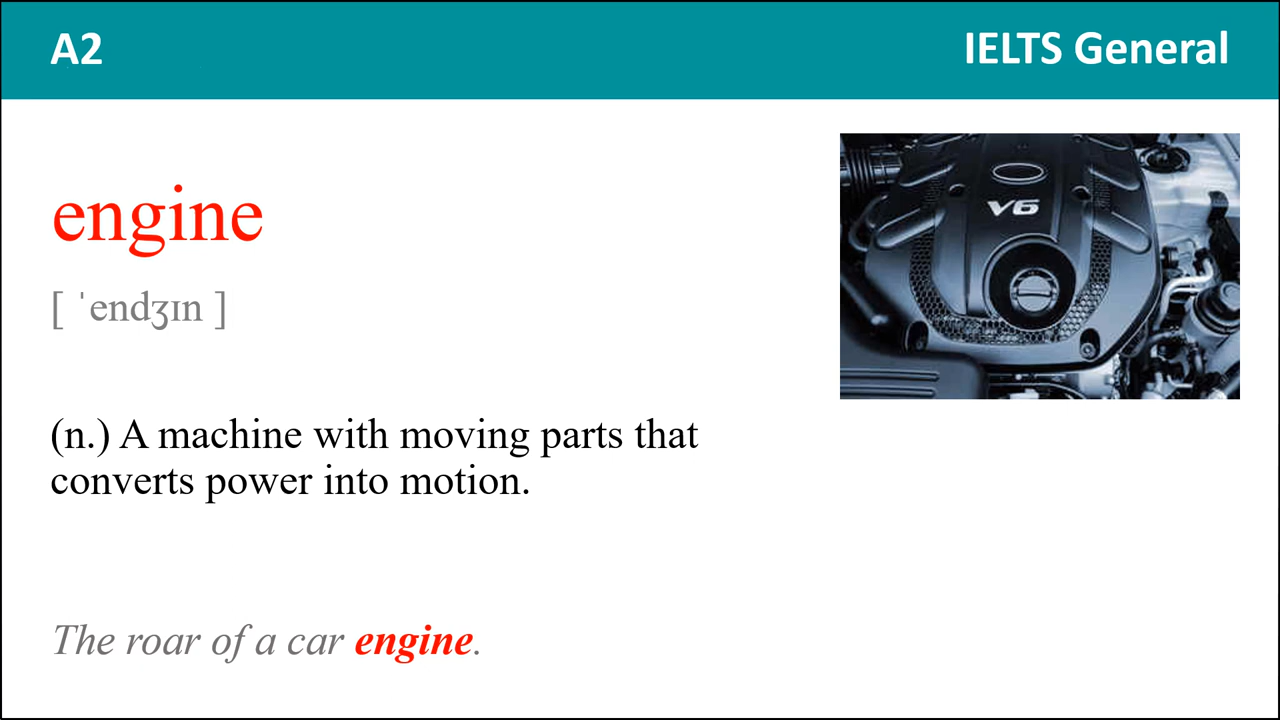 A2
IELTS General
engine
[ ˈendʒɪn ]
V6
(n.) A machine with moving parts that
converts power into motion.
The roar of a car engine.